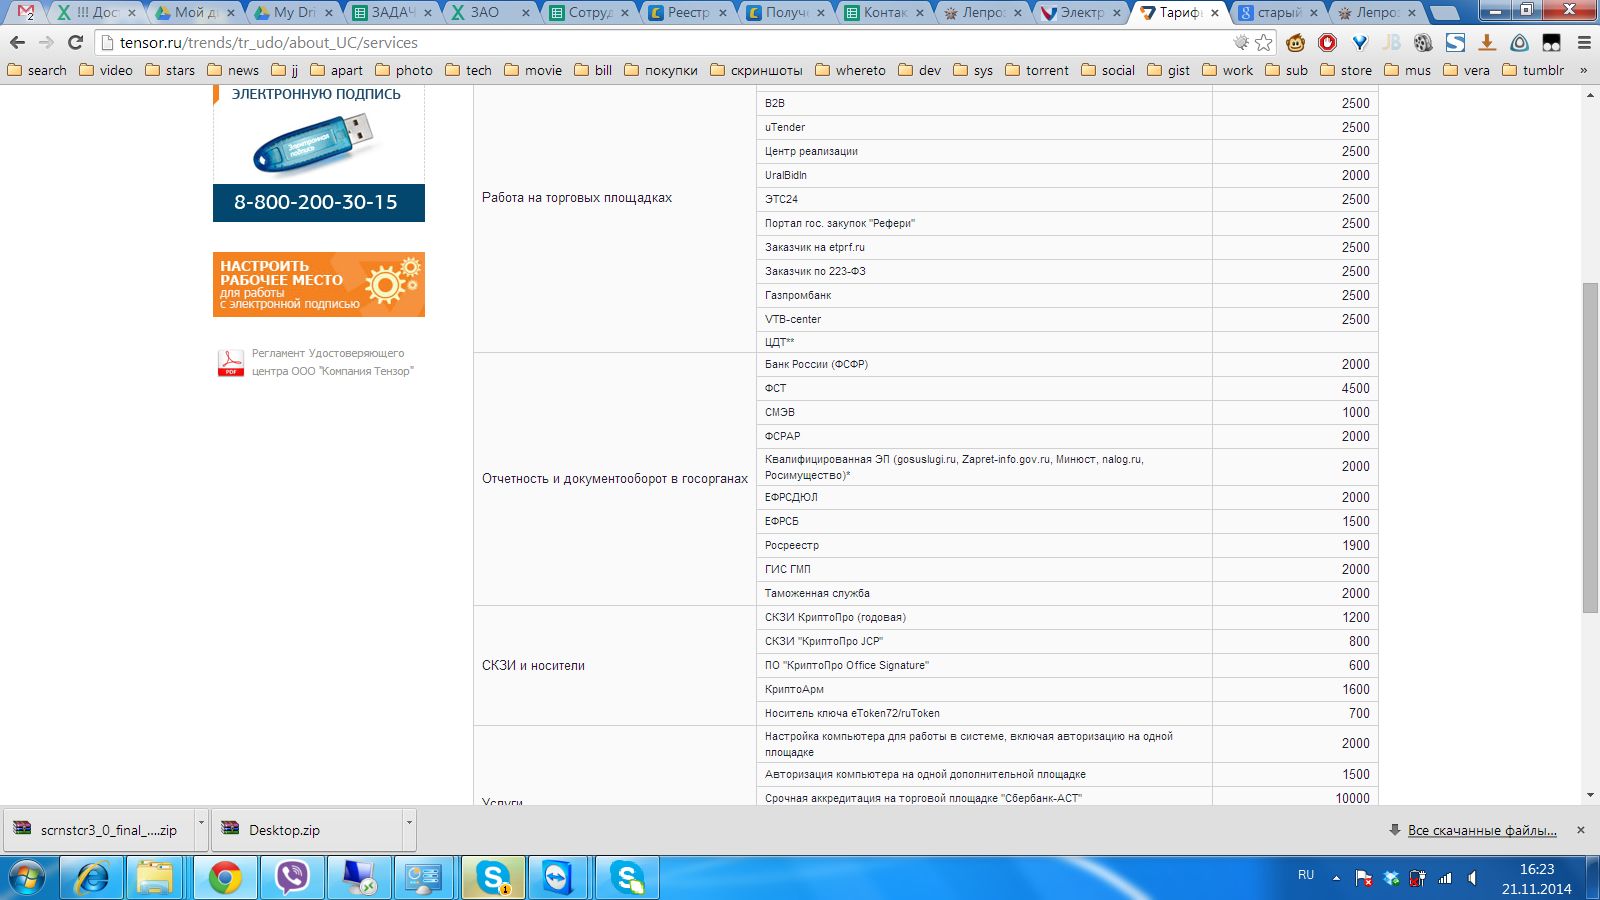 2
!!! Дос
Мой ди
My Dri
ЗАДАЧ
ЗАО
Сотруд
Реестр
Получе
Контак
Лепроз
Электр
Тариф
старый
Лепроз
tensor.ru/trends/tr_udo/about_UC/services
search video stars news jj apart photo tech movie bill покупки скриншоты whereto dev sys torrent social gist work sub store mus vera tumblr »
ЭЛЕКТРОННУЮ ПОДПИСЬ
Электронная
подпись
8-800-200-30-15
НАСТРОИТЬ
РАБОЧЕЕ МЕСТО
для работы
с электронной подписью
PDF
Регламент Удостоверяющего
центра ООО "Компания Тензор"
Работа на торговых площадках
B2B 2500
uTender 2500
Центр реализации 2500
UralBidIn 2000
ЭТС24 2500
Портал гос. закупок "Рефери" 2500
Заказчик на etprf.ru 2500
Заказчик по 223-ФЗ 2500
Газпромбанк 2500
VTB-center 2500
ЦДТ**
Отчетность и документооборот в госорганах
Банк России (ФСФР) 2000
ФСТ 4500
СМЭВ 1000
ФСРАР 2000
Квалифицированная ЭП (gosuslugi.ru, Zapret-info.gov.ru, Минюст, nalog.ru,
Росимущество)* 2000
ЕФРСДЮЛ 2000
ЕФРСБ 1500
Росреестр 1900
ГИС ГМП 2000
Таможенная служба 2000
СКЗИ и носители
СКЗИ КриптоПро (годовая) 1200
СКЗИ "КриптоПро JCP" 800
ПО "КриптоПро Office Signature" 600
КриптоАрм 1600
Носитель ключа eToken72/ruToken 700
Услуги
Настройка компьютера для работы в системе, включая авторизацию на одной
площадке 2000
Авторизация компьютера на одной дополнительной площадке 1500
Срочная аккредитация на торговой площадке "Сбербанк-АСТ" 10000
scrnstcr3_0_final_....zip
Desktop.zip
Все скачанные файлы...
1
RU
16:23
21.11.2014